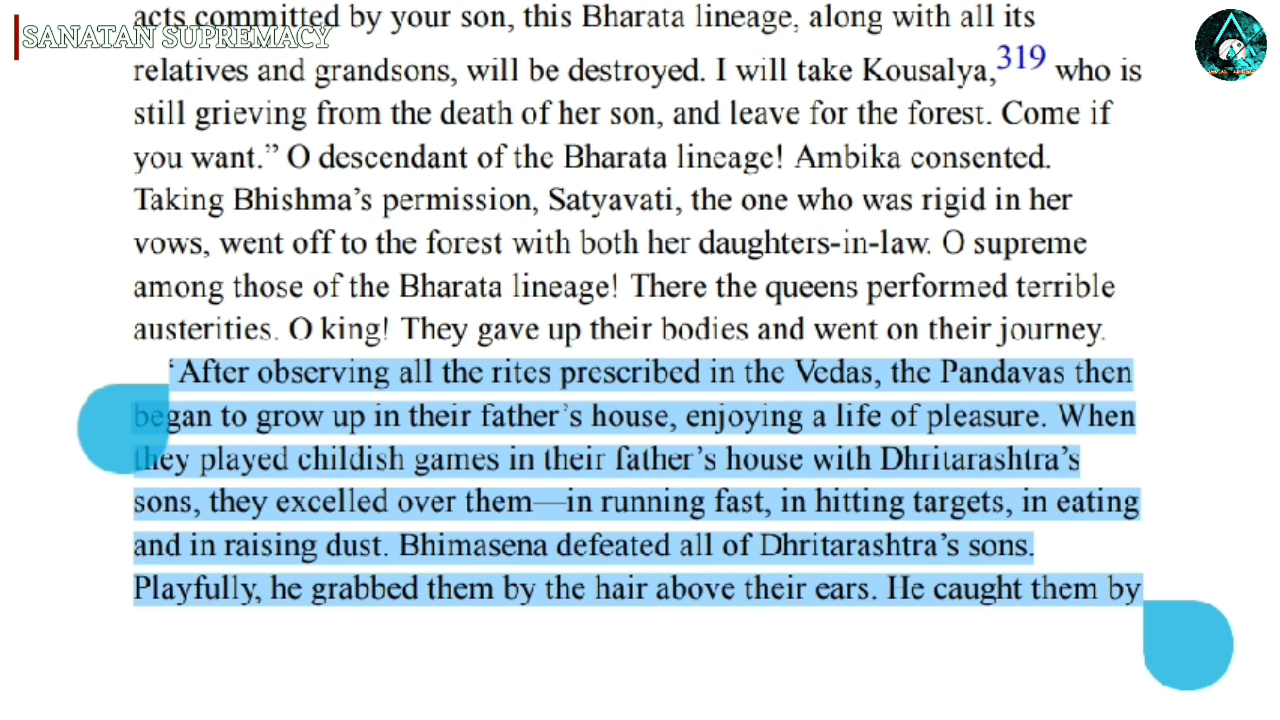 SANATAN SUPREMACY
acts committed by your son, this Bharata lineage, along with all its
relatives and grandsons, will be destroyed. I will take Kousalya,319 who is
still grieving from the death of her son, and leave for the forest. Come if
you want.” O descendant of the Bharata lineage! Ambika consented.
Taking Bhishma’s permission, Satyavati, the one who was rigid in her
vows, went off to the forest with both her daughters-in-law. O supreme
among those of the Bharata lineage! There the queens performed terrible
austerities. O king! They gave up their bodies and went on their journey.
‘After observing all the rites prescribed in the Vedas, the Pandavas then
began to grow up in their father’s house, enjoying a life of pleasure. When
they played childish games in their father’s house with Dhritarashtra’s
sons, they excelled over them—in running fast, in hitting targets, in eating
and in raising dust. Bhimasena defeated all of Dhritarashtra’s sons.
Playfully, he grabbed them by the hair above their ears. He caught them by